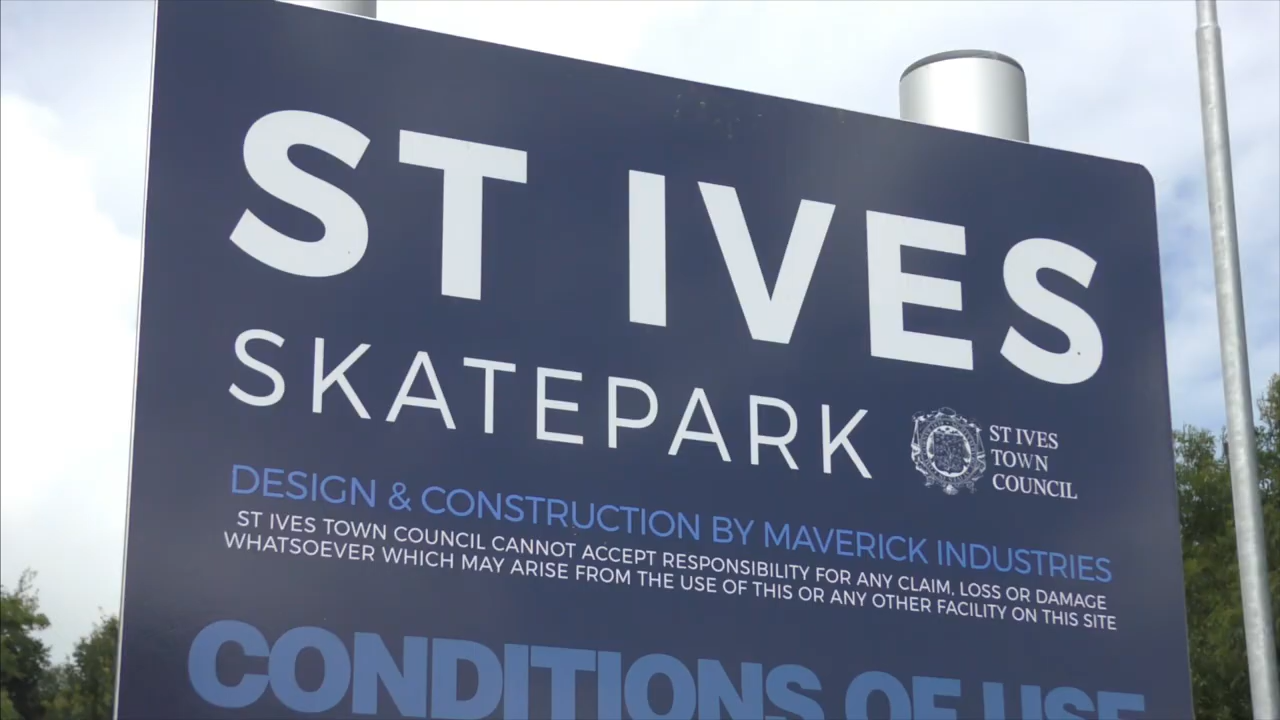 ST IVES
SKATEPARK
ST IVES
TOWN
COUNCIL
DESIGN & CONSTRUCTION BY MAVERICK INDUSTRIES
ST IVES TOWN COUNCIL CANNOT ACCEPT RESPONSIBILITY FOR ANY CLAIM, LOSS OR DAMAGE
WHATSOEVER WHICH MAY ARISE FROM THE USE OF THIS OR ANY OTHER FACILITY ON THIS SITE
CONDITIONS OF USE